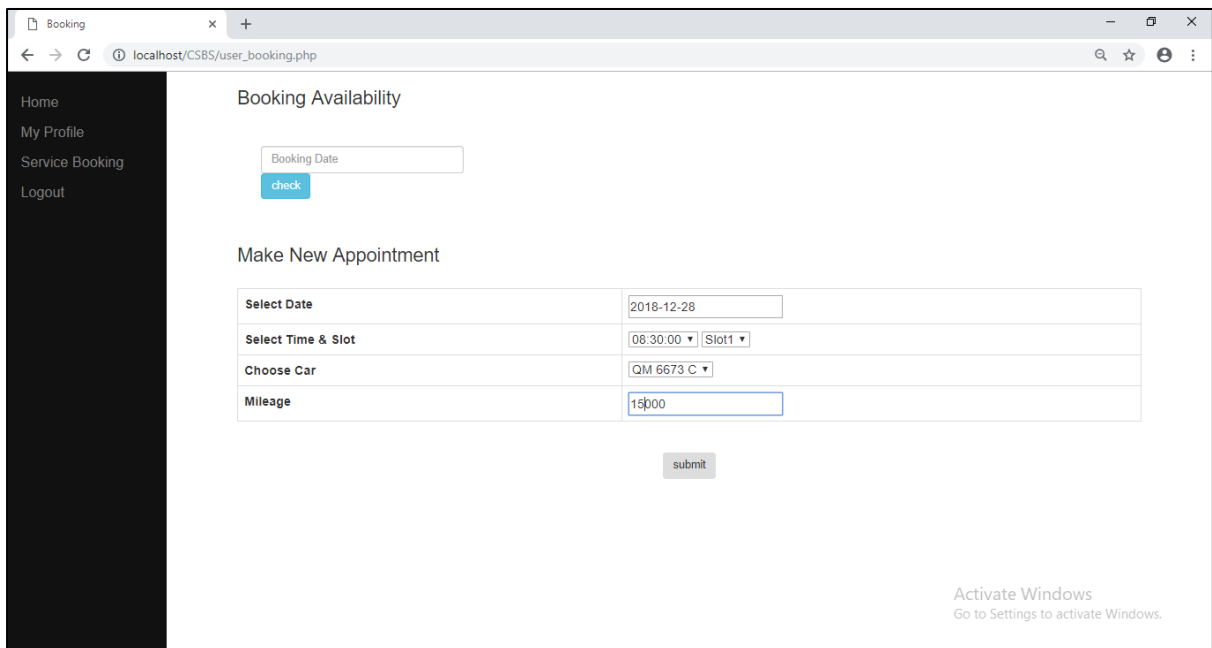 Booking
localhost/CSBS/user_booking.php
Home
My Profile
Service Booking
Logout
Booking Availability
Booking Date
check
Make New Appointment
Select Date 2018-12-28
Select Time & Slot 08:30:00 Slot1
Choose Car QM 6673 C
Mileage 15000
submit
Activate Windows
Go to Settings to activate Windows.